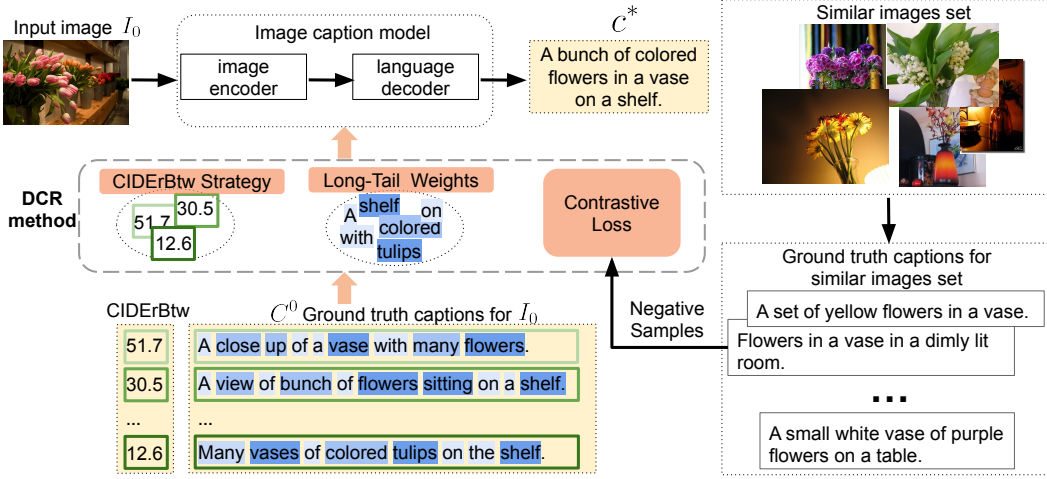 Input image I₀
Image caption model
image
encoder
language
decoder
c*
A bunch of colored
flowers in a vase
on a shelf.
Similar images set
DCR
method
CIDErBtw Strategy
51.7
30.5
12.6
Long-Tail Weights
A
shelf
on
with
colored
tulips
Contrastive
Loss
CIDErBtw
C⁰ Ground truth captions for I₀
51.7
A close up of a vase with many flowers.
30.5
A view of bunch of flowers sitting on a shelf.
...
...
12.6
Many vases of colored tulips on the shelf.
Negative
Samples
Ground truth captions for
similar images set
A set of yellow flowers in a vase.
Flowers in a vase in a dimly lit
room.
...
A small white vase of purple
flowers on a table.